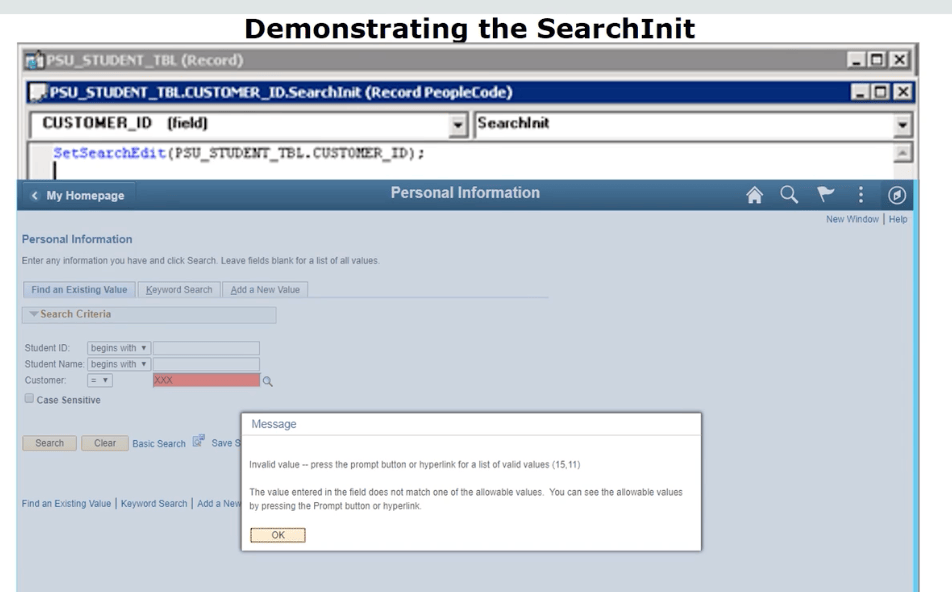 Demonstrating the SearchInit
PSU_STUDENT_TBL (Record)
PSU_STUDENT_TBL.CUSTOMER_ID.SearchInit (Record PeopleCode)
CUSTOMER_ID (field) SearchInit
SetSearchEdit(PSU_STUDENT_TBL.CUSTOMER_ID);
My Homepage Personal Information
New Window | Help
Personal Information
Enter any information you have and click Search. Leave fields blank for a list of all values.
Find an Existing Value Keyword Search Add a New Value
Search Criteria
Student ID: begins with
Student Name: begins with
Customer: = XXX
Case Sensitive
Search Clear Basic Search Save S
Find an Existing Value | Keyword Search | Add a New
Message
Invalid value -- press the prompt button or hyperlink for a list of valid values (15,11)
The value entered in the field does not match one of the allowable values. You can see the allowable values
by pressing the Prompt button or hyperlink.
OK